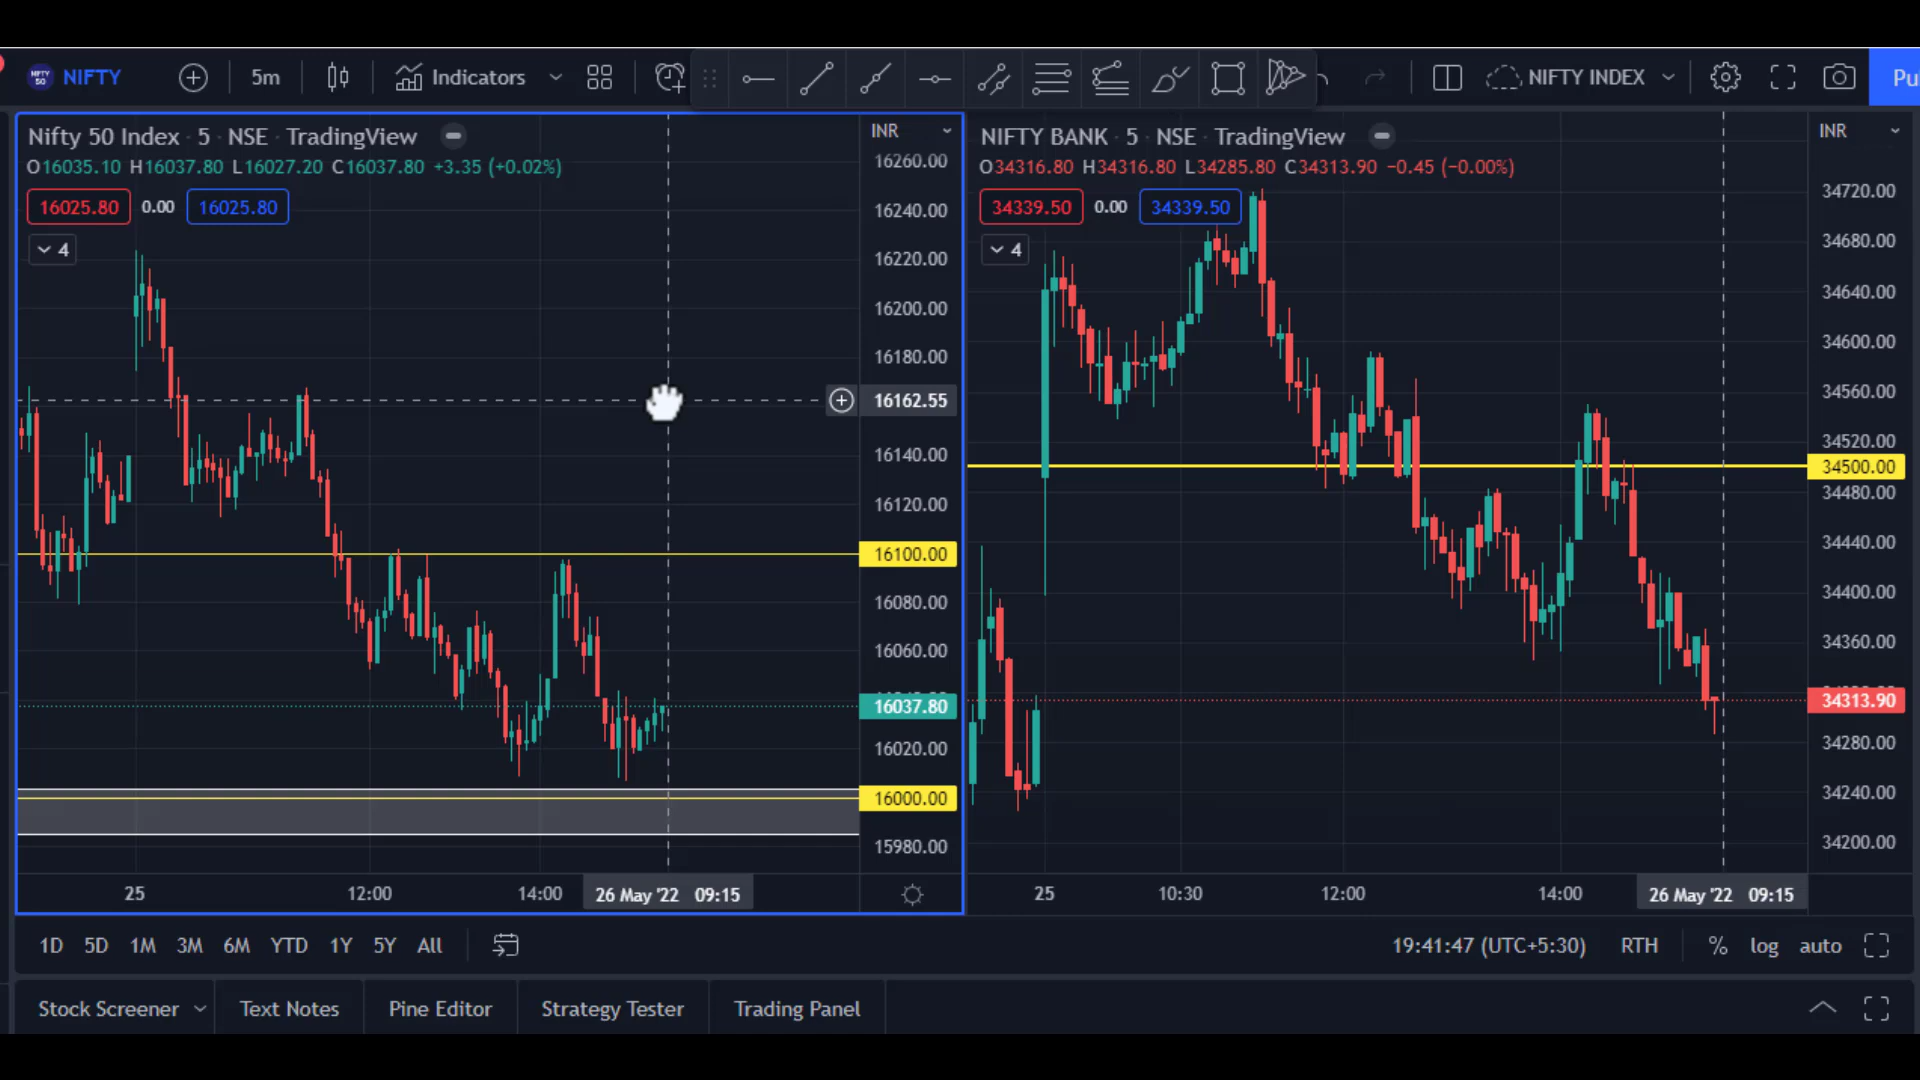 NIFTY 50 NIFTY 5m Indicators NIFTY INDEX Pu
Nifty 50 Index · 5 · NSE · TradingView
O16035.10 H16037.80 L16027.20 C16037.80 +3.35 (+0.02%)
16025.80 0.00 16025.80
4
INR
16260.00
16240.00
16220.00
16200.00
16180.00
16162.55
16140.00
16120.00
16100.00
16080.00
16060.00
16037.80
16020.00
16000.00
15980.00
25 12:00 14:00 26 May '22 09:15
NIFTY BANK · 5 · NSE · TradingView
O34316.80 H34316.80 L34285.80 C34313.90 −0.45 (−0.00%)
34339.50 0.00 34339.50
4
INR
34720.00
34680.00
34640.00
34600.00
34560.00
34520.00
34500.00
34480.00
34440.00
34400.00
34360.00
34313.90
34280.00
34240.00
34200.00
25 10:30 12:00 14:00 26 May '22 09:15
1D 5D 1M 3M 6M YTD 1Y 5Y All 19:41:47 (UTC+5:30) RTH % log auto
Stock Screener Text Notes Pine Editor Strategy Tester Trading Panel